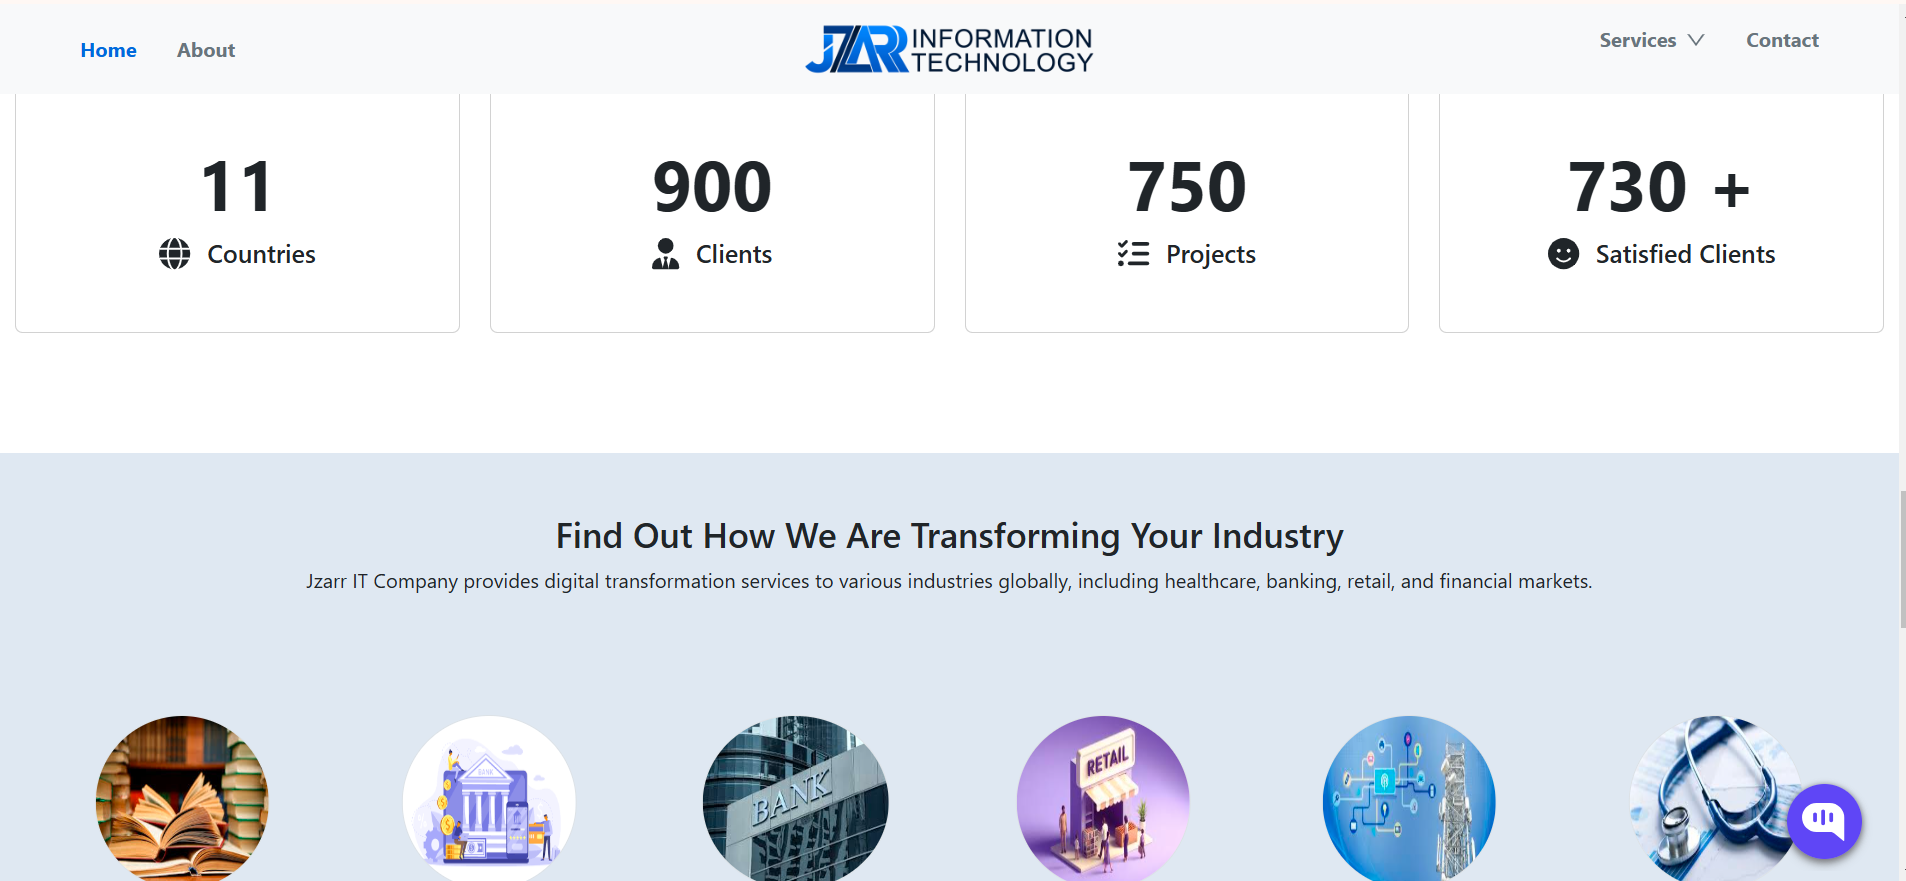 Home
About
JZARR INFORMATION
TECHNOLOGY
Services
Contact
11
Countries
900
Clients
750
Projects
730 +
Satisfied Clients
Find Out How We Are Transforming Your Industry
Jzarr IT Company provides digital transformation services to various industries globally, including healthcare, banking, retail, and financial markets.
BANK
BANK
RETAIL